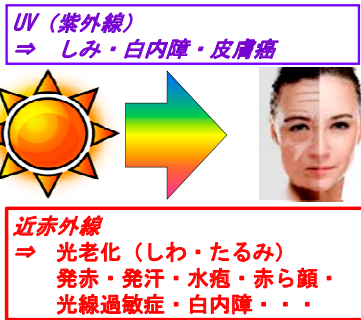 UV（紫外線）
⇒ しみ・白内障・皮膚癌
近赤外線
⇒ 光老化（しわ・たるみ）
発赤・発汗・水疱・赤ら顔・
光線過敏症・白内障・・・